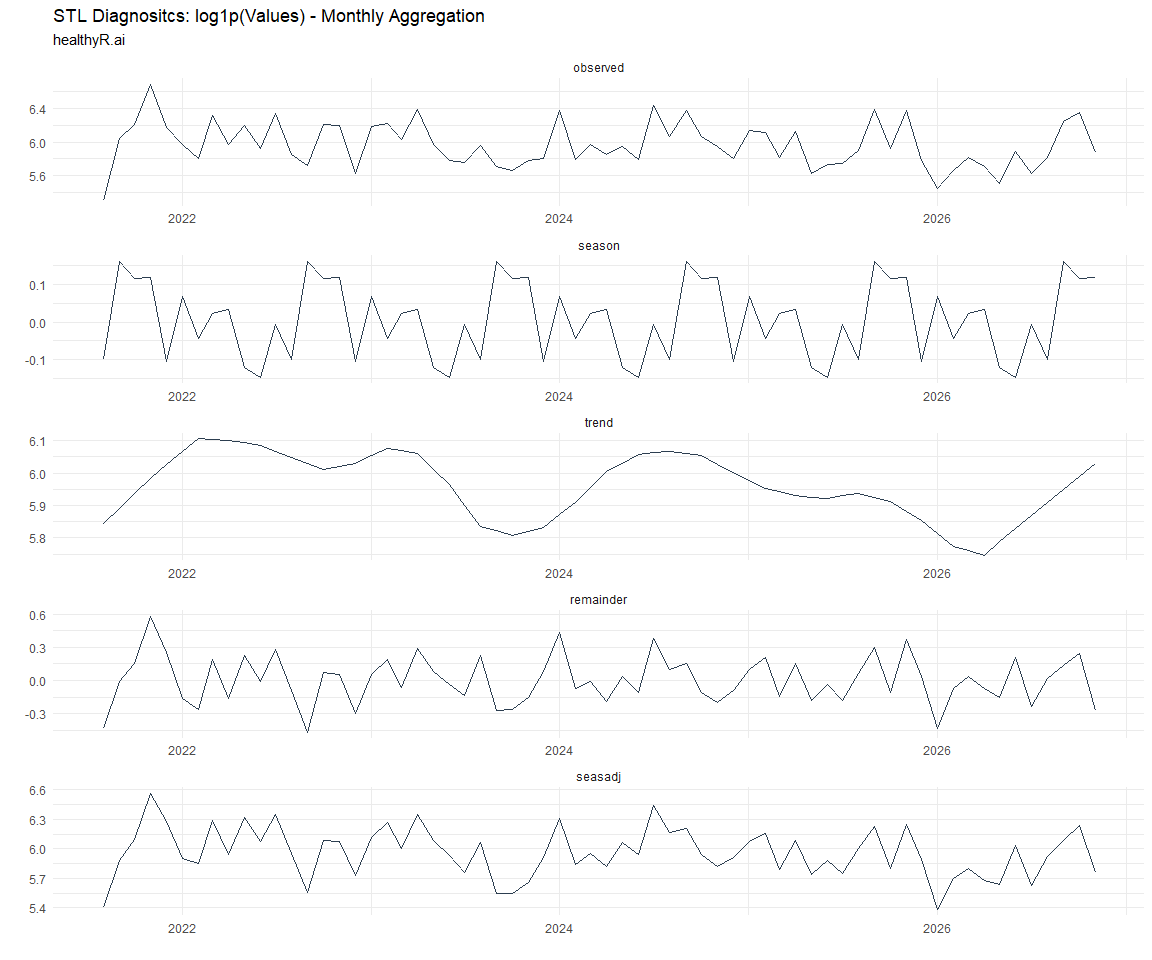 STL Diagnositcs: log1p(Values) - Monthly Aggregation
healthyR.ai
observed
6.4
6.0
5.6
2022 2024 2026
season
0.1
0.0
-0.1
2022 2024 2026
trend
6.1
6.0
5.9
5.8
2022 2024 2026
remainder
0.6
0.3
0.0
-0.3
2022 2024 2026
seasadj
6.6
6.3
6.0
5.7
5.4
2022 2024 2026